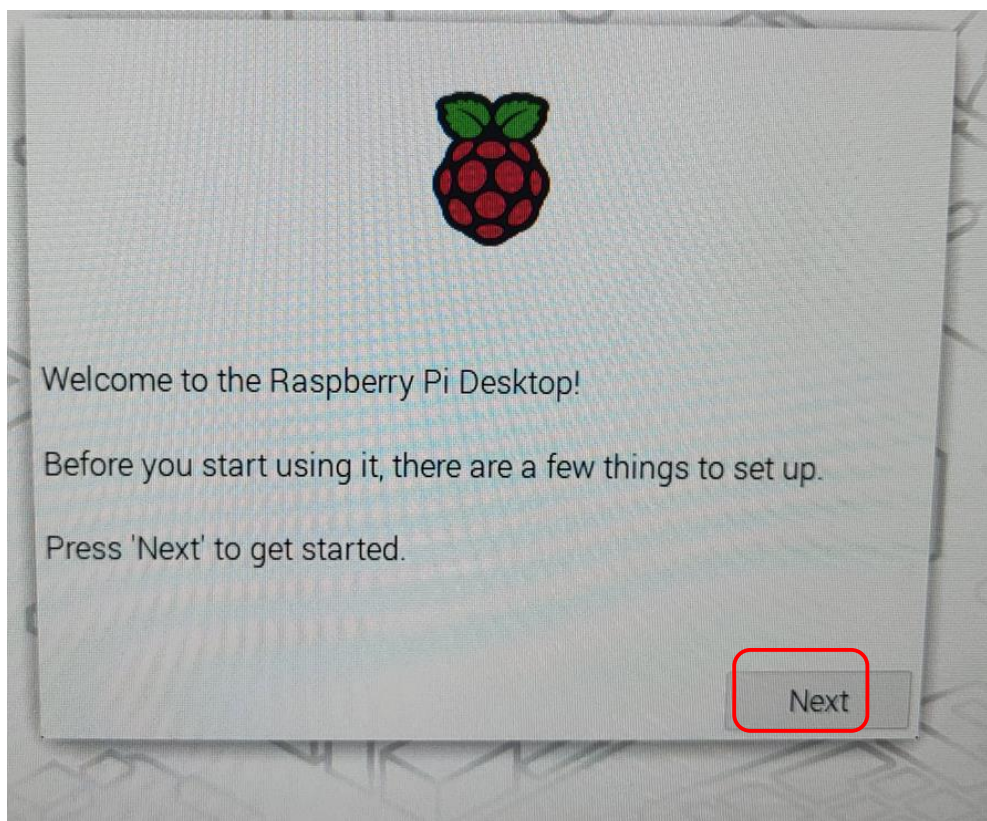 Welcome to the Raspberry Pi Desktop!
Before you start using it, there are a few things to set up.
Press 'Next' to get started.
Next